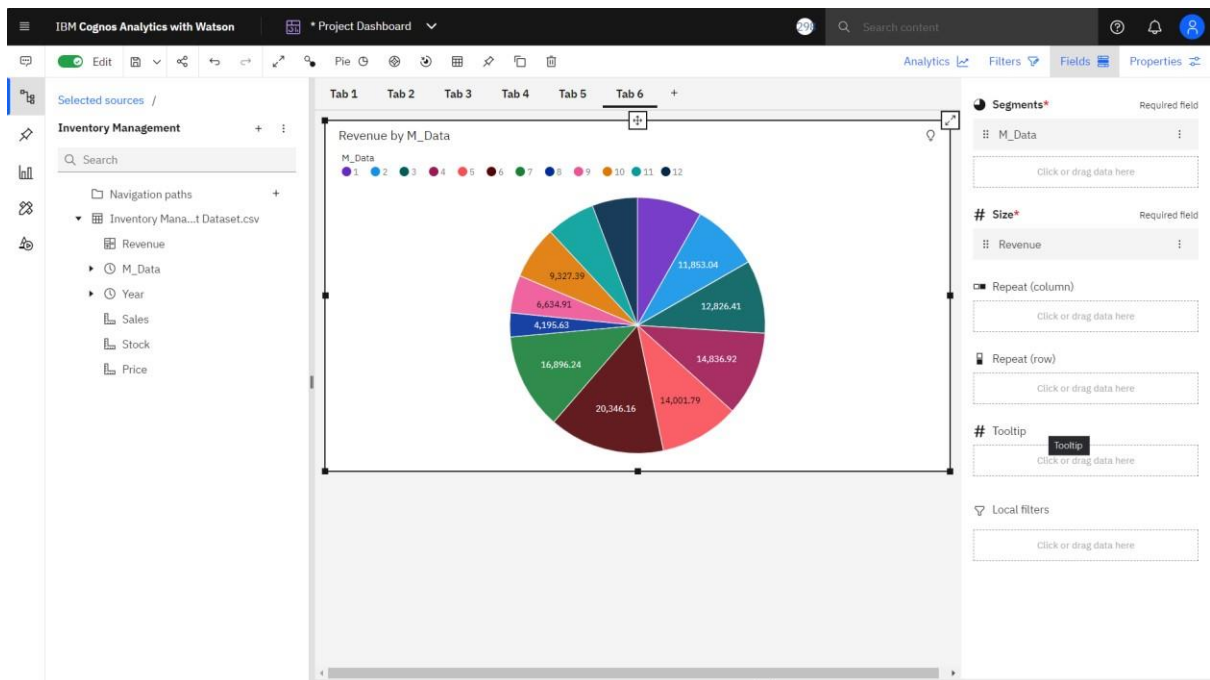 IBM Cognos Analytics with Watson
* Project Dashboard
Search content
Edit
Pie
Analytics
Filters
Fields
Properties
Selected sources /
Inventory Management
Search
Navigation paths
Inventory Mana...t Dataset.csv
Revenue
M_Data
Year
Sales
Stock
Price
Tab 1 Tab 2 Tab 3 Tab 4 Tab 5 Tab 6 +
Revenue by M_Data
M_Data
1 2 3 4 5 6 7 8 9 10 11 12
11,853.04
12,826.41
14,836.92
14,001.79
20,346.16
16,896.24
4,195.63
6,634.91
9,327.39
Segments* Required field
M_Data
Click or drag data here
# Size* Required field
Revenue
Repeat (column)
Click or drag data here
Repeat (row)
Click or drag data here
# Tooltip
Tooltip
Click or drag data here
Local filters
Click or drag data here